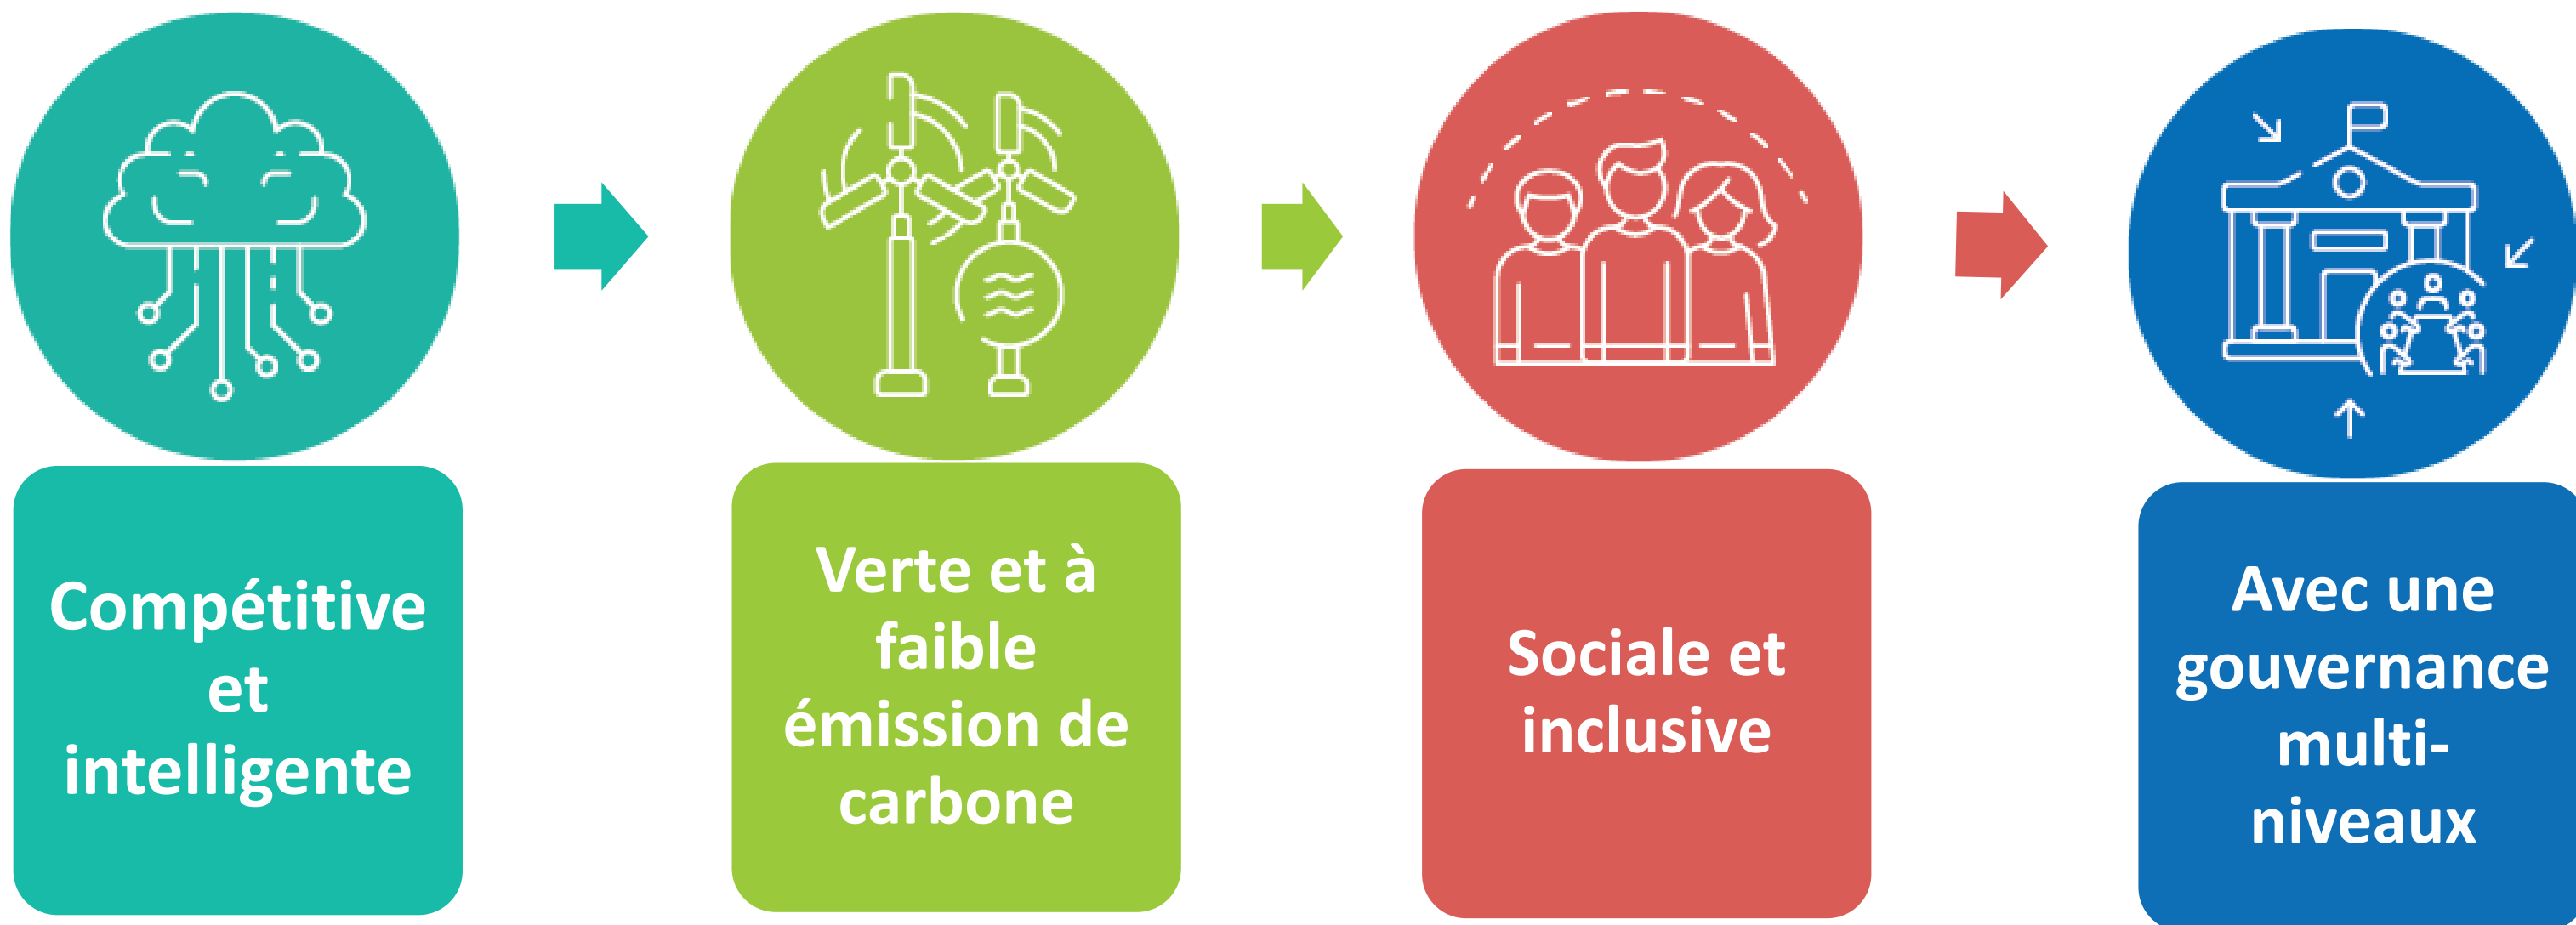 Compétitive
et
intelligente
Verte et à
faible
émission de
carbone
Sociale et
inclusive
Avec une
gouvernance
multi-
niveaux